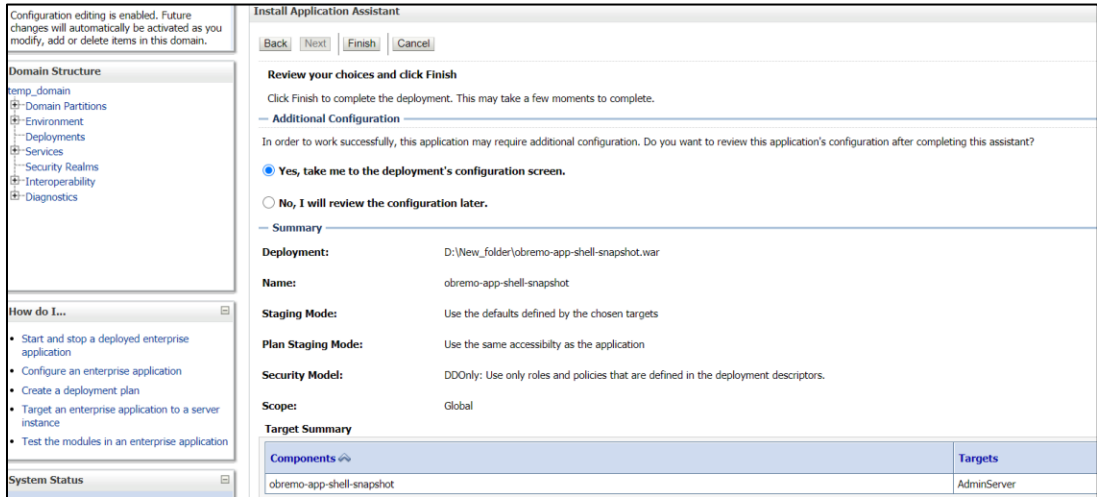 Configuration editing is enabled. Future
changes will automatically be activated as you
modify, add or delete items in this domain.
Domain Structure
temp_domain
Domain Partitions
Environment
Deployments
Services
Security Realms
Interoperability
Diagnostics
How do I...
Start and stop a deployed enterprise
application
Configure an enterprise application
Create a deployment plan
Target an enterprise application to a server
instance
Test the modules in an enterprise application
System Status
Install Application Assistant
Back Next Finish Cancel
Review your choices and click Finish
Click Finish to complete the deployment. This may take a few moments to complete.
Additional Configuration
In order to work successfully, this application may require additional configuration. Do you want to review this application's configuration after completing this assistant?
Yes, take me to the deployment's configuration screen.
No, I will review the configuration later.
Summary
Deployment: D:\New_folder\obremo-app-shell-snapshot.war
Name: obremo-app-shell-snapshot
Staging Mode: Use the defaults defined by the chosen targets
Plan Staging Mode: Use the same accessibilty as the application
Security Model: DDOnly: Use only roles and policies that are defined in the deployment descriptors.
Scope: Global
Target Summary
Components Targets
obremo-app-shell-snapshot AdminServer